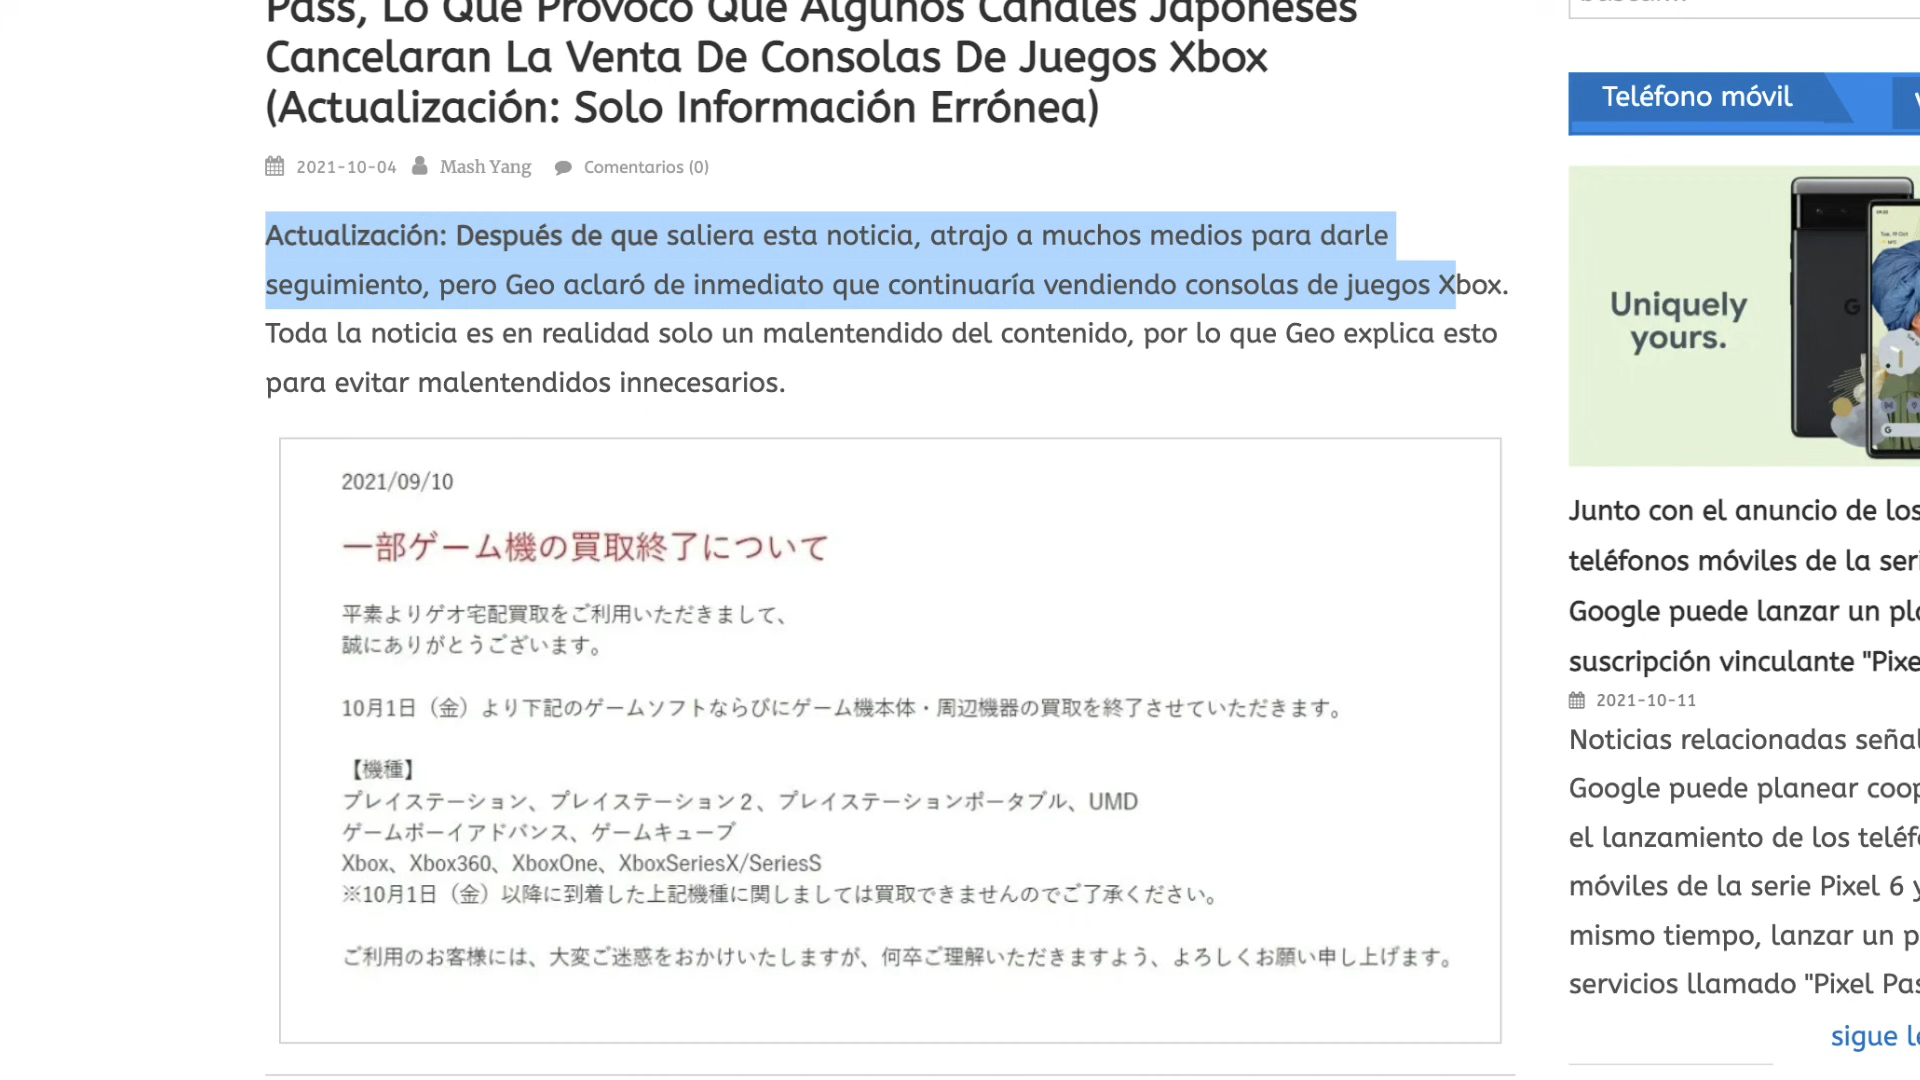 Pass, Lo Que Provocó Que Algunos Canales Japoneses
Cancelaran La Venta De Consolas De Juegos Xbox
(Actualización: Solo Información Errónea)
2021-10-04 Mash Yang Comentarios (0)
Actualización: Después de que saliera esta noticia, atrajo a muchos medios para darle
seguimiento, pero Geo aclaró de inmediato que continuaría vendiendo consolas de juegos Xbox.
Toda la noticia es en realidad solo un malentendido del contenido, por lo que Geo explica esto
para evitar malentendidos innecesarios.
2021/09/10
一部ゲーム機の買取終了について
平素よりゲオ宅配買取をご利用いただきまして、
誠にありがとうございます。
10月1日（金）より下記のゲームソフトならびにゲーム機本体・周辺機器の買取を終了させていただきます。
【機種】
プレイステーション、プレイステーション２、プレイステーションポータブル、UMD
ゲームボーイアドバンス、ゲームキューブ
Xbox、Xbox360、XboxOne、XboxSeriesX/SeriesS
※10月1日（金）以降に到着した上記機種に関しましては買取できませんのでご了承ください。
ご利用のお客様には、大変ご迷惑をおかけいたしますが、何卒ご理解いただきますよう、よろしくお願い申し上げます。
Teléfono móvil
Uniquely
yours.
Junto con el anuncio de los
teléfonos móviles de la seri
Google puede lanzar un pla
suscripción vinculante "Pixe
2021-10-11
Noticias relacionadas señal
Google puede planear coop
el lanzamiento de los teléf
móviles de la serie Pixel 6 y
mismo tiempo, lanzar un p
servicios llamado "Pixel Pas
sigue le